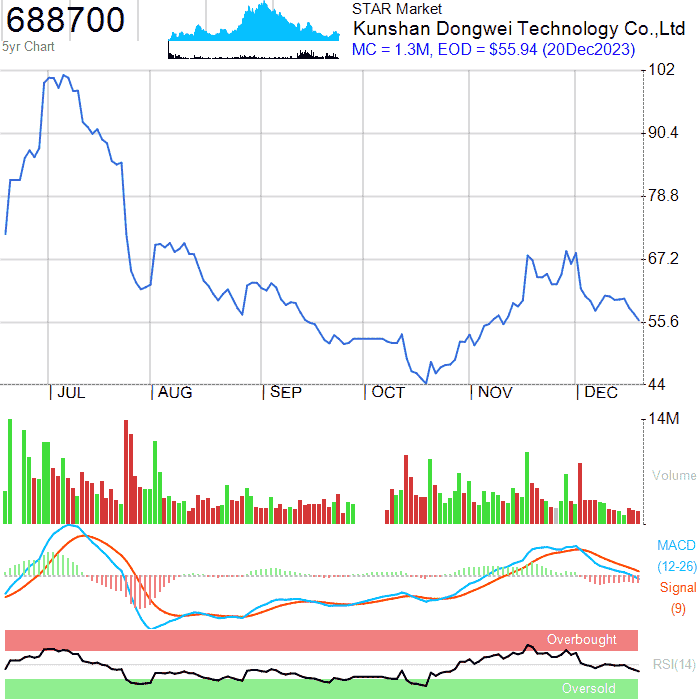 688700
5yr Chart
STAR Market
Kunshan Dongwei Technology Co.,Ltd
MC = 1.3M, EOD = $55.94 (20Dec2023)
102
90.4
78.8
67.2
55.6
44
JUL
AUG
SEP
OCT
NOV
DEC
14M
Volume
MACD
(12-26)
Signal
(9)
Overbought
RSI(14)
Oversold